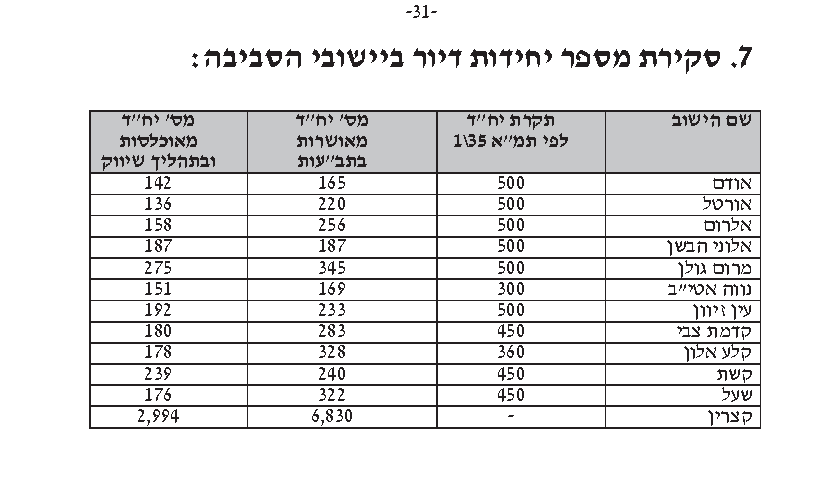 -31-
7. סקירת מספר יחידות דיור ביישובי הסביבה:
שם הישוב תקרת יח"ד לפי תמ"א 35\1 מס' יח"ד מאושרות בתב"עות מס' יח"ד מאוכלסות ובתהליך שיווק
אודם 500 165 142
אורטל 500 220 136
אלרום 500 256 158
אלוני הבשן 500 187 187
מרום גולן 500 345 275
נווה אטי"ב 300 169 151
עין זיוון 500 233 192
קדמת צבי 450 283 180
קלע אלון 360 328 178
קשת 450 240 239
שעל 450 322 176
קצרין - 6,830 2,994